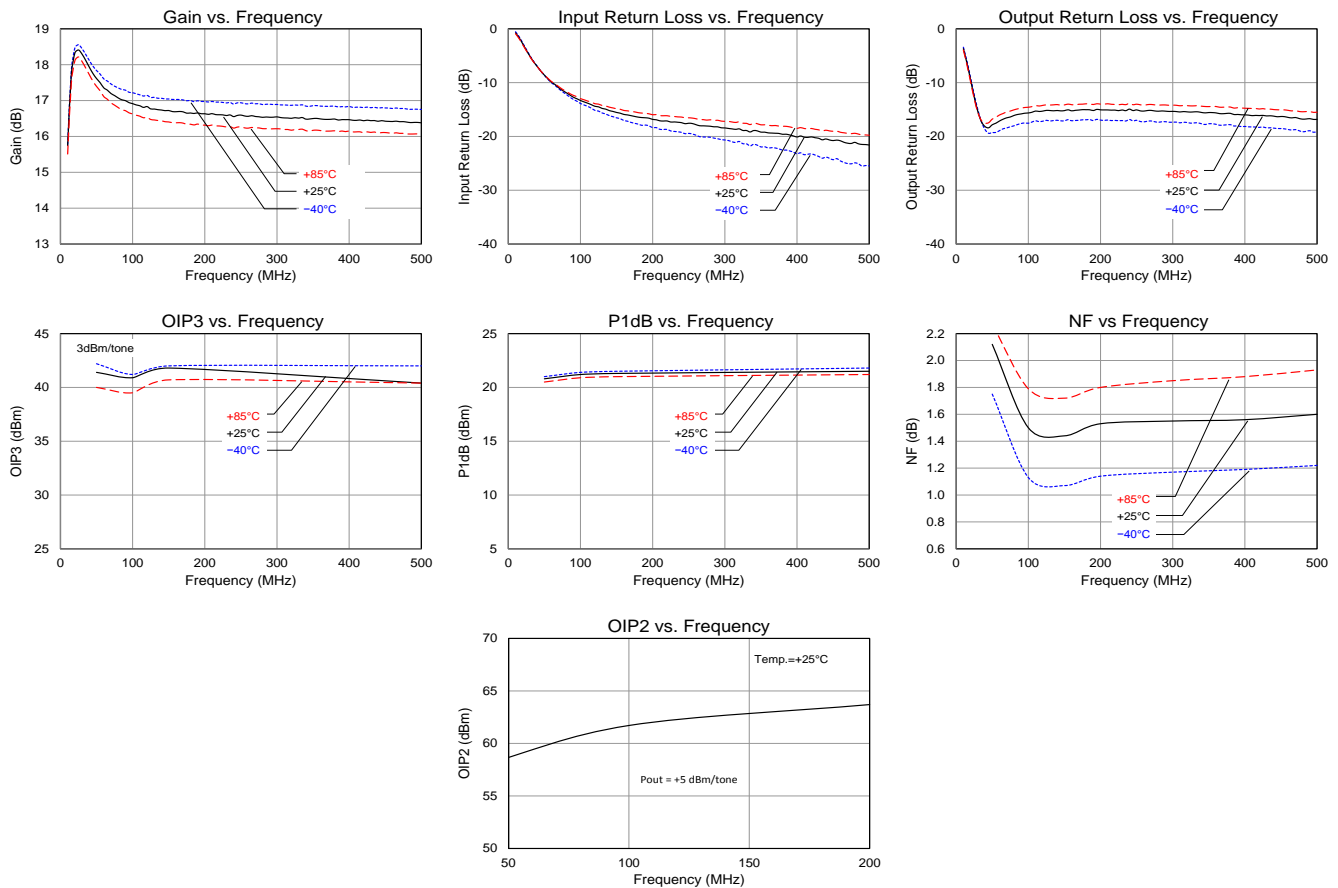 Gain vs. Frequency
Gain (dB)
19
18
17
16
15
14
13
+85°C
+25°C
−40°C
0 100 200 300 400 500
Frequency (MHz)
Input Return Loss vs. Frequency
Input Return Loss (dB)
0
-10
-20
-30
-40
+85°C
+25°C
−40°C
0 100 200 300 400 500
Frequency (MHz)
Output Return Loss vs. Frequency
Output Return Loss (dB)
0
-10
-20
-30
-40
+85°C
+25°C
−40°C
0 100 200 300 400 500
Frequency (MHz)
OIP3 vs. Frequency
OIP3 (dBm)
45
3dBm/tone
40
35
30
25
+85°C
+25°C
−40°C
0 100 200 300 400 500
Frequency (MHz)
P1dB vs. Frequency
P1dB (dBm)
25
20
15
10
5
+85°C
+25°C
−40°C
0 100 200 300 400 500
Frequency (MHz)
NF vs Frequency
NF (dB)
2.2
2.0
1.8
1.6
1.4
1.2
1.0
0.8
0.6
+85°C
+25°C
−40°C
0 100 200 300 400 500
Frequency (MHz)
OIP2 vs. Frequency
OIP2 (dBm)
70
65
60
55
50
Temp.=+25°C
Pout = +5 dBm/tone
50 100 150 200
Frequency (MHz)